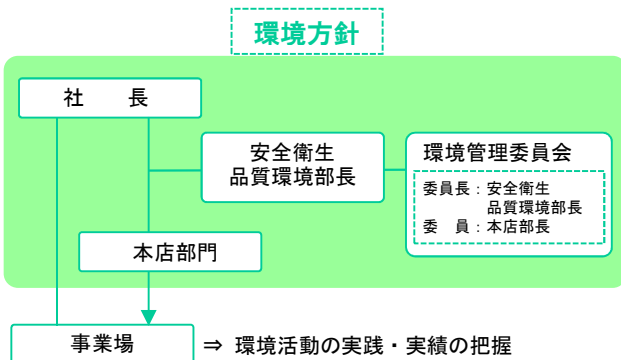 環境方針
社　　長
安全衛生
品質環境部長
環境管理委員会
委員長：安全衛生
品質環境部長
委　員：本店部長
本店部門
事業場
⇒ 環境活動の実践・実績の把握